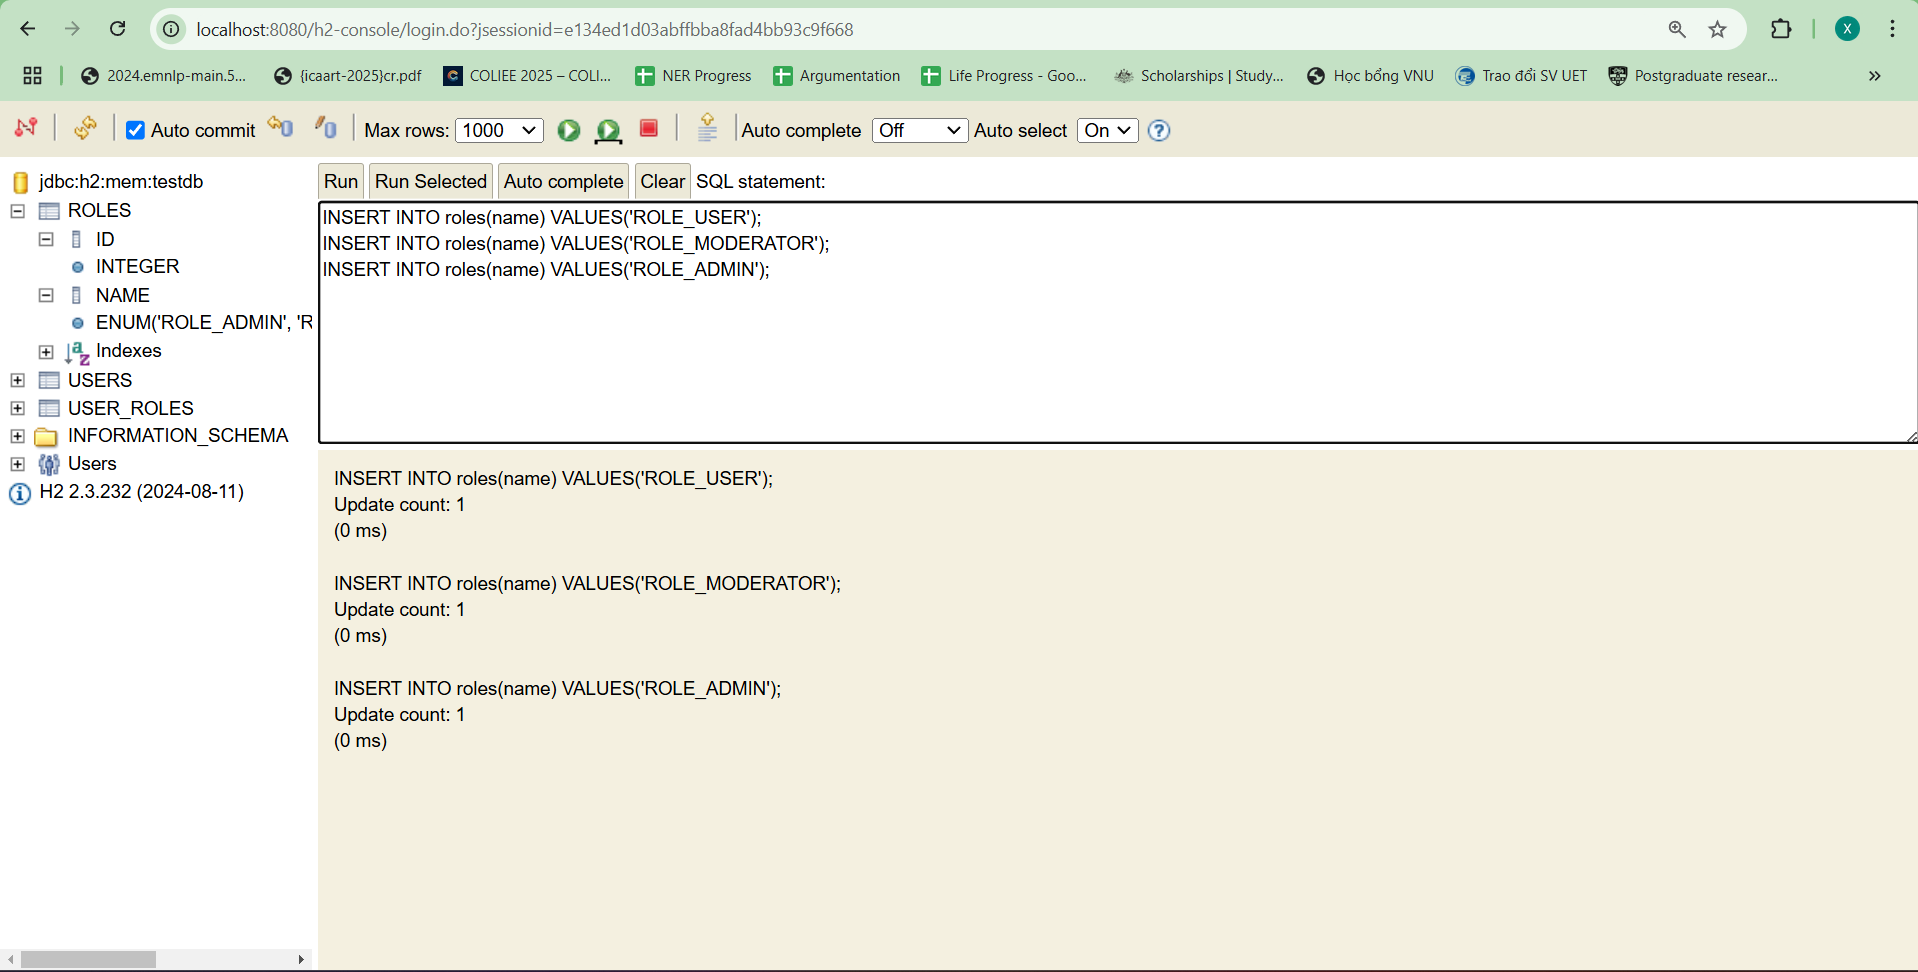 localhost:8080/h2-console/login.do?jsessionid=e134ed1d03abffbba8fad4bb93c9f668
X
2024.emnlp-main.5... {icaart-2025}cr.pdf COLIEE 2025 – COLI... NER Progress Argumentation Life Progress - Goo... Scholarships | Study... Học bổng VNU Trao đổi SV UET Postgraduate resear... »
Auto commit Max rows: 1000 Auto complete Off Auto select On
jdbc:h2:mem:testdb
ROLES
ID
INTEGER
NAME
ENUM('ROLE_ADMIN', 'R
Indexes
USERS
USER_ROLES
INFORMATION_SCHEMA
Users
H2 2.3.232 (2024-08-11)
Run Run Selected Auto complete Clear SQL statement:
INSERT INTO roles(name) VALUES('ROLE_USER');
INSERT INTO roles(name) VALUES('ROLE_MODERATOR');
INSERT INTO roles(name) VALUES('ROLE_ADMIN');
INSERT INTO roles(name) VALUES('ROLE_USER');
Update count: 1
(0 ms)
INSERT INTO roles(name) VALUES('ROLE_MODERATOR');
Update count: 1
(0 ms)
INSERT INTO roles(name) VALUES('ROLE_ADMIN');
Update count: 1
(0 ms)